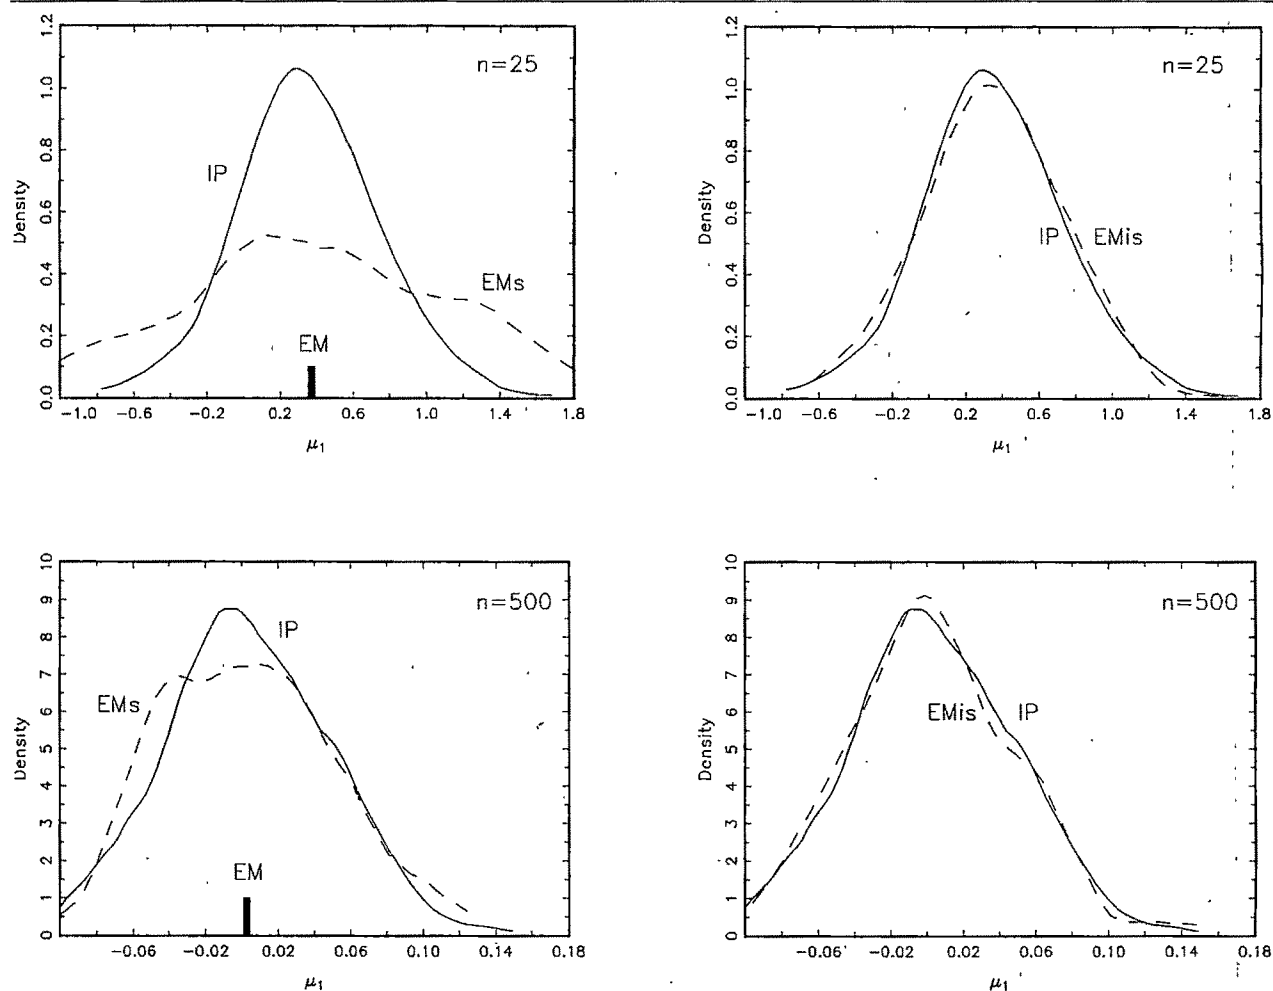 1.2
1.0
0.8
0.6
0.4
0.2
0.0
Density
n=25
IP
EMs
EM
-1.0 -0.6 -0.2 0.2 0.6 1.0 1.4 1.8
μ1
1.2
1.0
0.8
0.6
0.4
0.2
0.0
Density
n=25
IP
EMis
-1.0 -0.6 -0.2 0.2 0.6 1.0 1.4 1.8
μ1
10
9
8
7
6
5
4
3
2
1
0
Density
n=500
IP
EMs
EM
-0.06 -0.02 0.02 0.06 0.10 0.14 0.18
μ1
10
9
8
7
6
5
4
3
2
1
0
Density
n=500
EMis
IP
-0.06 -0.02 0.02 0.06 0.10 0.14 0.18
μ1